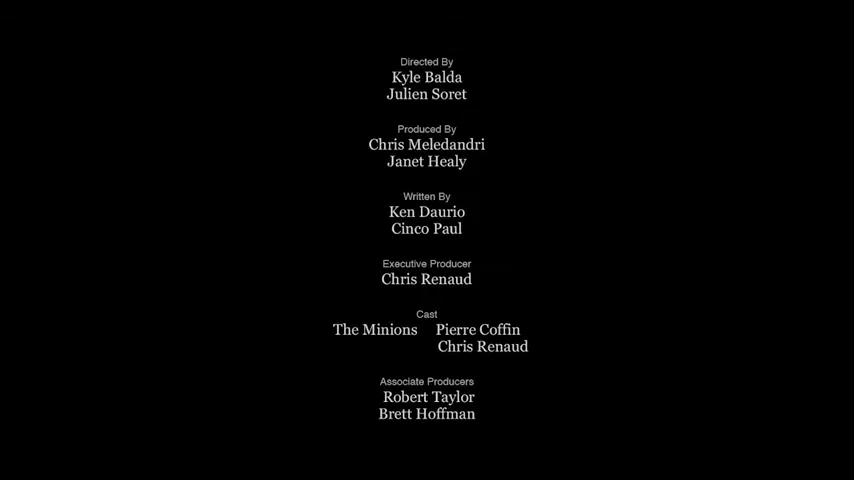 Directed By
Kyle Balda
Julien Soret
Produced By
Chris Meledandri
Janet Healy
Written By
Ken Daurio
Cinco Paul
Executive Producer
Chris Renaud
Cast
The Minions Pierre Coffin
Chris Renaud
Associate Producers
Robert Taylor
Brett Hoffman